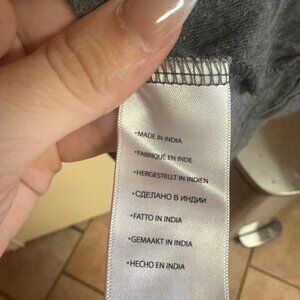 •MADE IN INDIA
•FABRIQUÉ EN INDE
•HERGESTELLT IN INDIEN
•СДЕЛАНО В ИНДИИ
•FATTO IN INDIA
•GEMAAKT IN INDIA
•HECHO EN INDIA